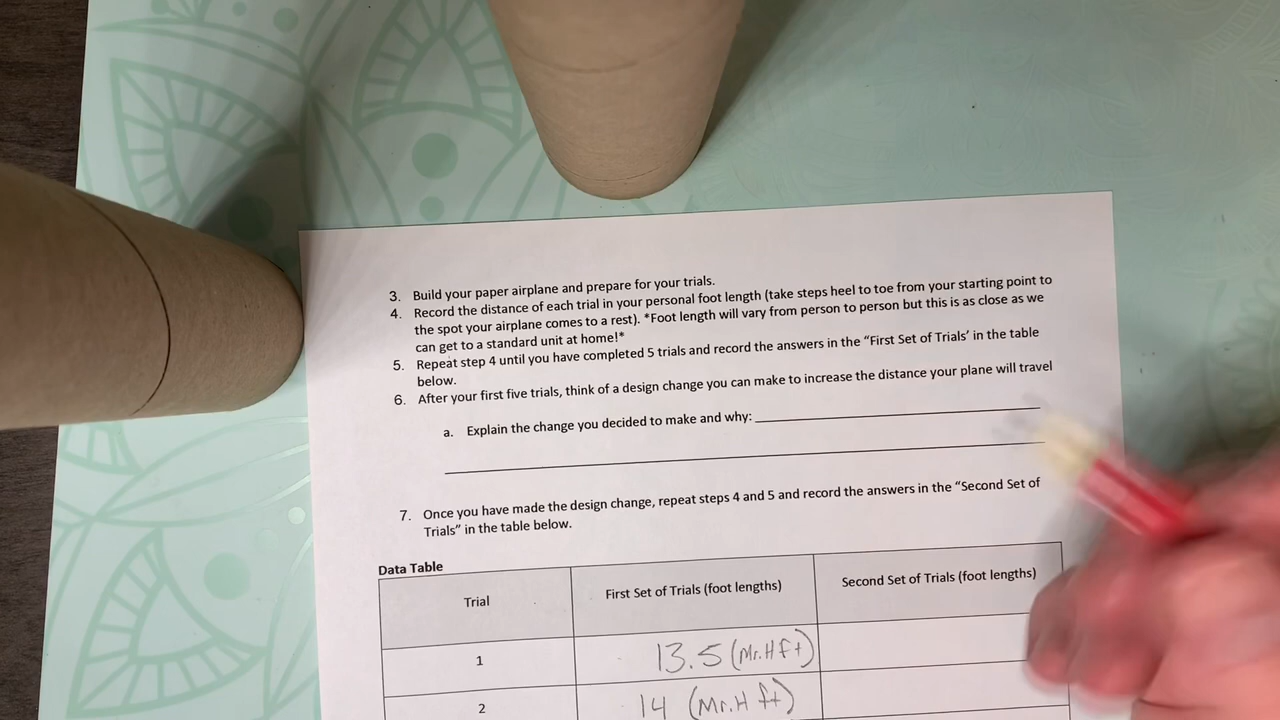 3. Build your paper airplane and prepare for your trials.
4. Record the distance of each trial in your personal foot length (take steps heel to toe from your starting point to
the spot your airplane comes to a rest). *Foot length will vary from person to person but this is as close as we
can get to a standard unit at home!*
5. Repeat step 4 until you have completed 5 trials and record the answers in the “First Set of Trials’ in the table
below.
6. After your first five trials, think of a design change you can make to increase the distance your plane will travel
a. Explain the change you decided to make and why:
7. Once you have made the design change, repeat steps 4 and 5 and record the answers in the “Second Set of
Trials” in the table below.
Data Table
Trial First Set of Trials (foot lengths) Second Set of Trials (foot lengths)
1 13.5 (Mr.H ft)
2 14 (Mr.H ft)